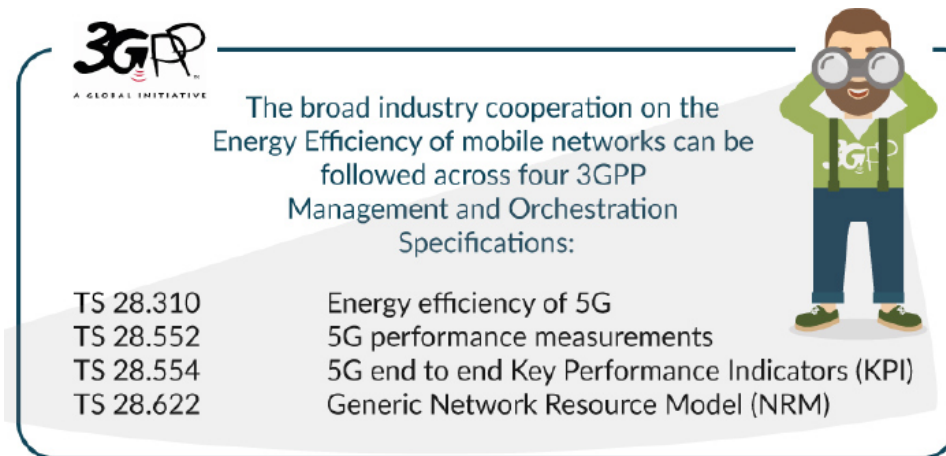 3GPP
A GLOBAL INITIATIVE
The broad industry cooperation on the
Energy Efficiency of mobile networks can be
followed across four 3GPP
Management and Orchestration
Specifications:
3GPP
TS 28.310 Energy efficiency of 5G
TS 28.552 5G performance measurements
TS 28.554 5G end to end Key Performance Indicators (KPI)
TS 28.622 Generic Network Resource Model (NRM)